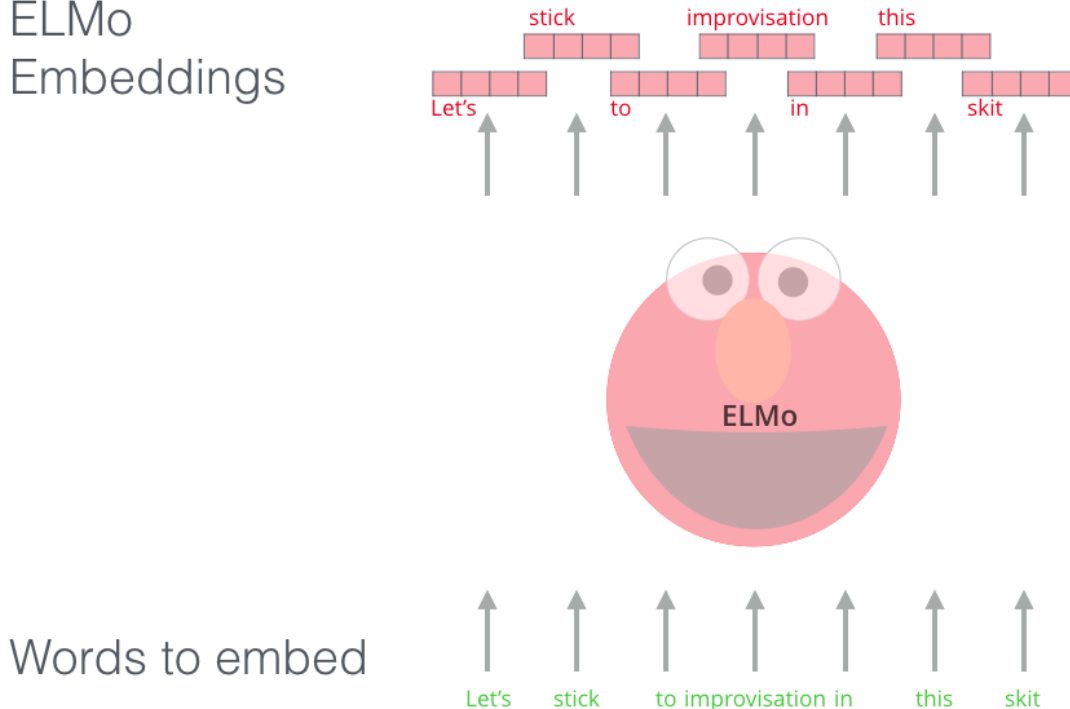 ELMo
Embeddings
stick improvisation this
Let's to in skit
ELMo
Words to embed
Let's stick to improvisation in this skit